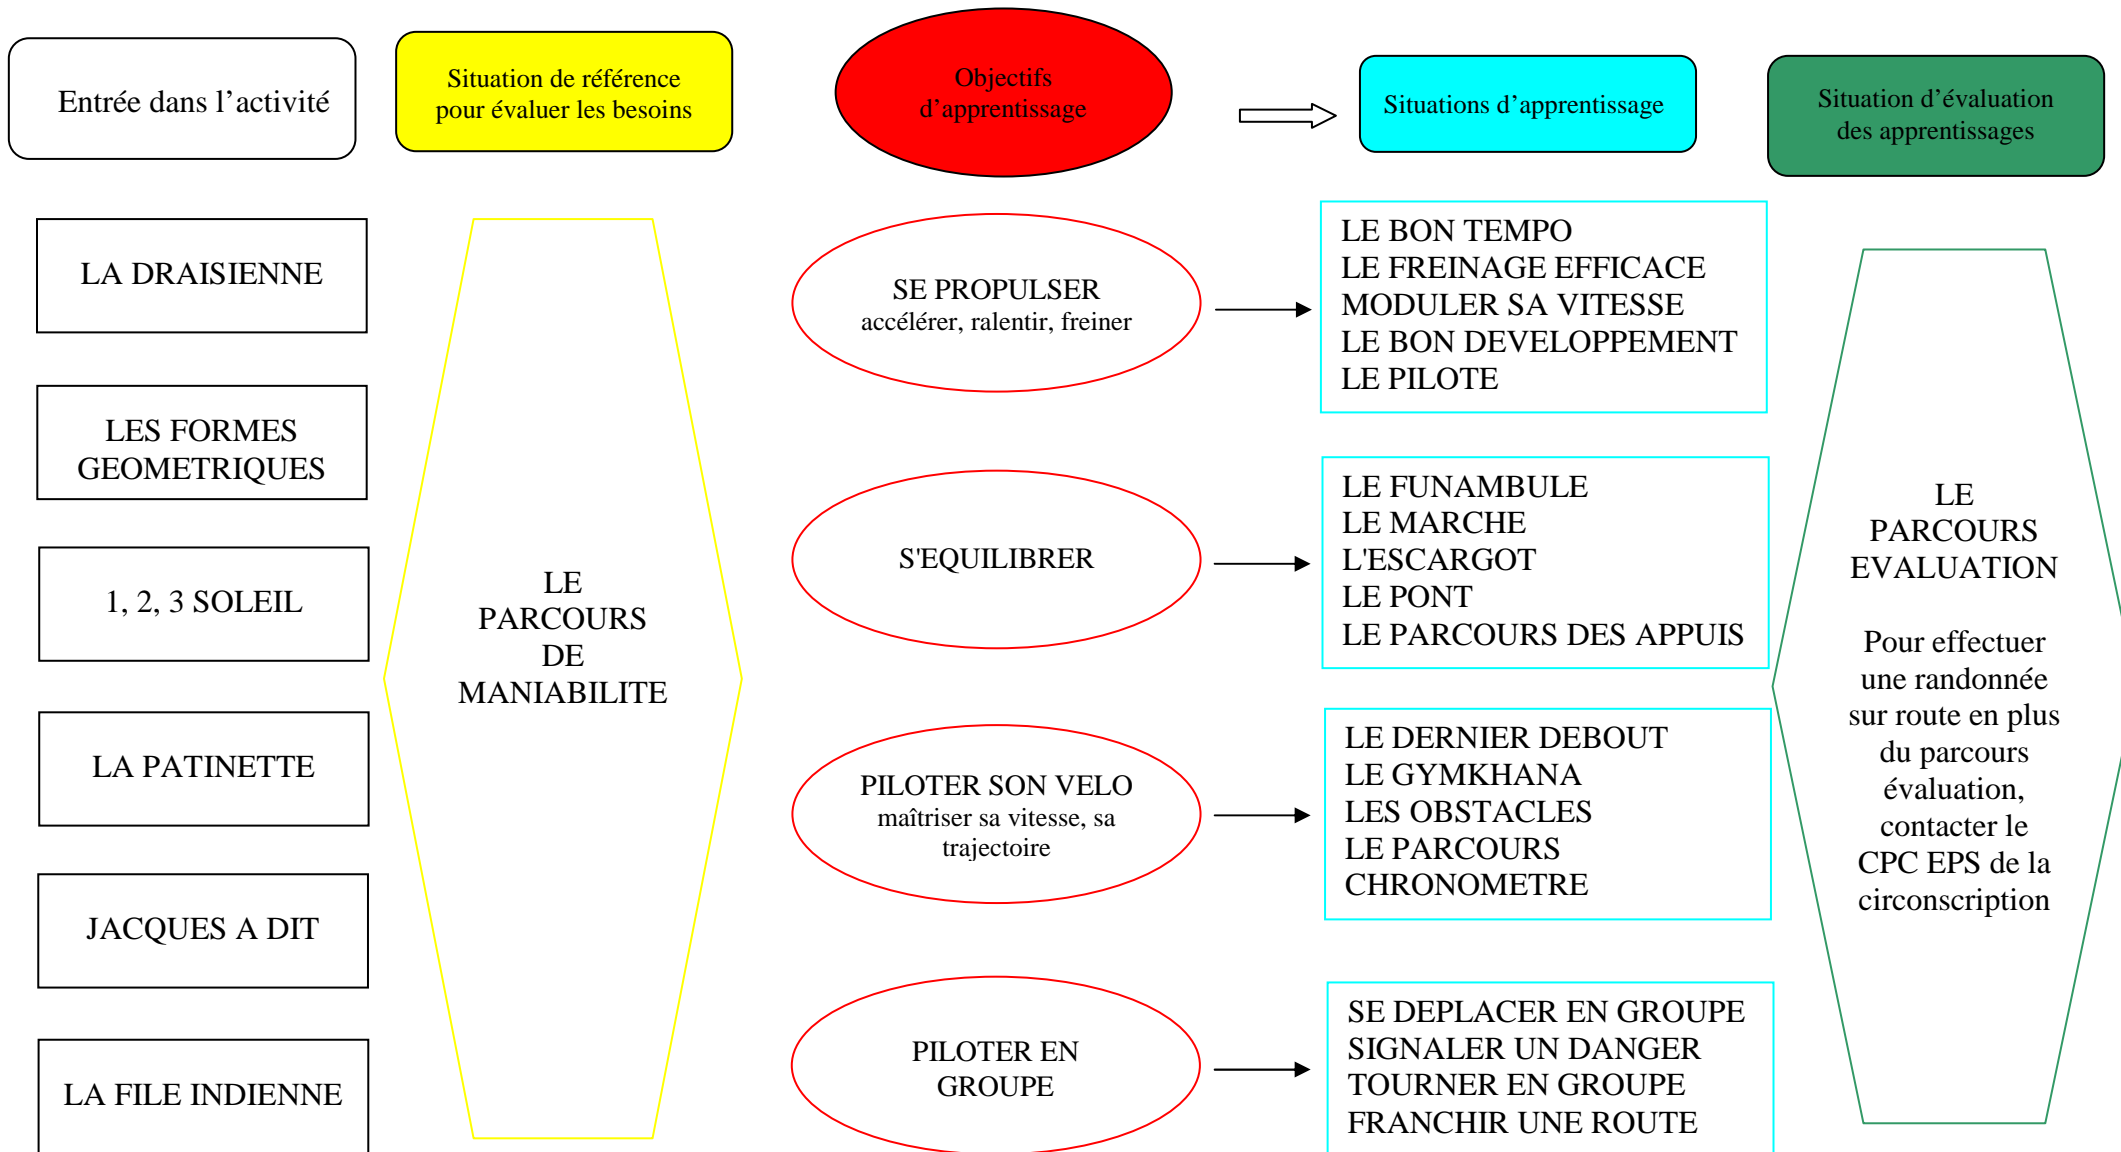 Entrée dans l’activité
Situation de référence
pour évaluer les besoins
Objectifs
d’apprentissage
Situations d’apprentissage
Situation d’évaluation
des apprentissages
LA DRAISIENNE
LES FORMES
GEOMETRIQUES
1, 2, 3 SOLEIL
LA PATINETTE
JACQUES A DIT
LA FILE INDIENNE
LE
PARCOURS
DE
MANIABILITE
SE PROPULSER
accélérer, ralentir, freiner
LE BON TEMPO
LE FREINAGE EFFICACE
MODULER SA VITESSE
LE BON DEVELOPPEMENT
LE PILOTE
S'EQUILIBRER
LE FUNAMBULE
LE MARCHE
L'ESCARGOT
LE PONT
LE PARCOURS DES APPUIS
PILOTER SON VELO
maîtriser sa vitesse, sa
trajectoire
LE DERNIER DEBOUT
LE GYMKHANA
LES OBSTACLES
LE PARCOURS
CHRONOMETRE
PILOTER EN
GROUPE
SE DEPLACER EN GROUPE
SIGNALER UN DANGER
TOURNER EN GROUPE
FRANCHIR UNE ROUTE
LE
PARCOURS
EVALUATION
Pour effectuer
une randonnée
sur route en plus
du parcours
évaluation,
contacter le
CPC EPS de la
circonscription